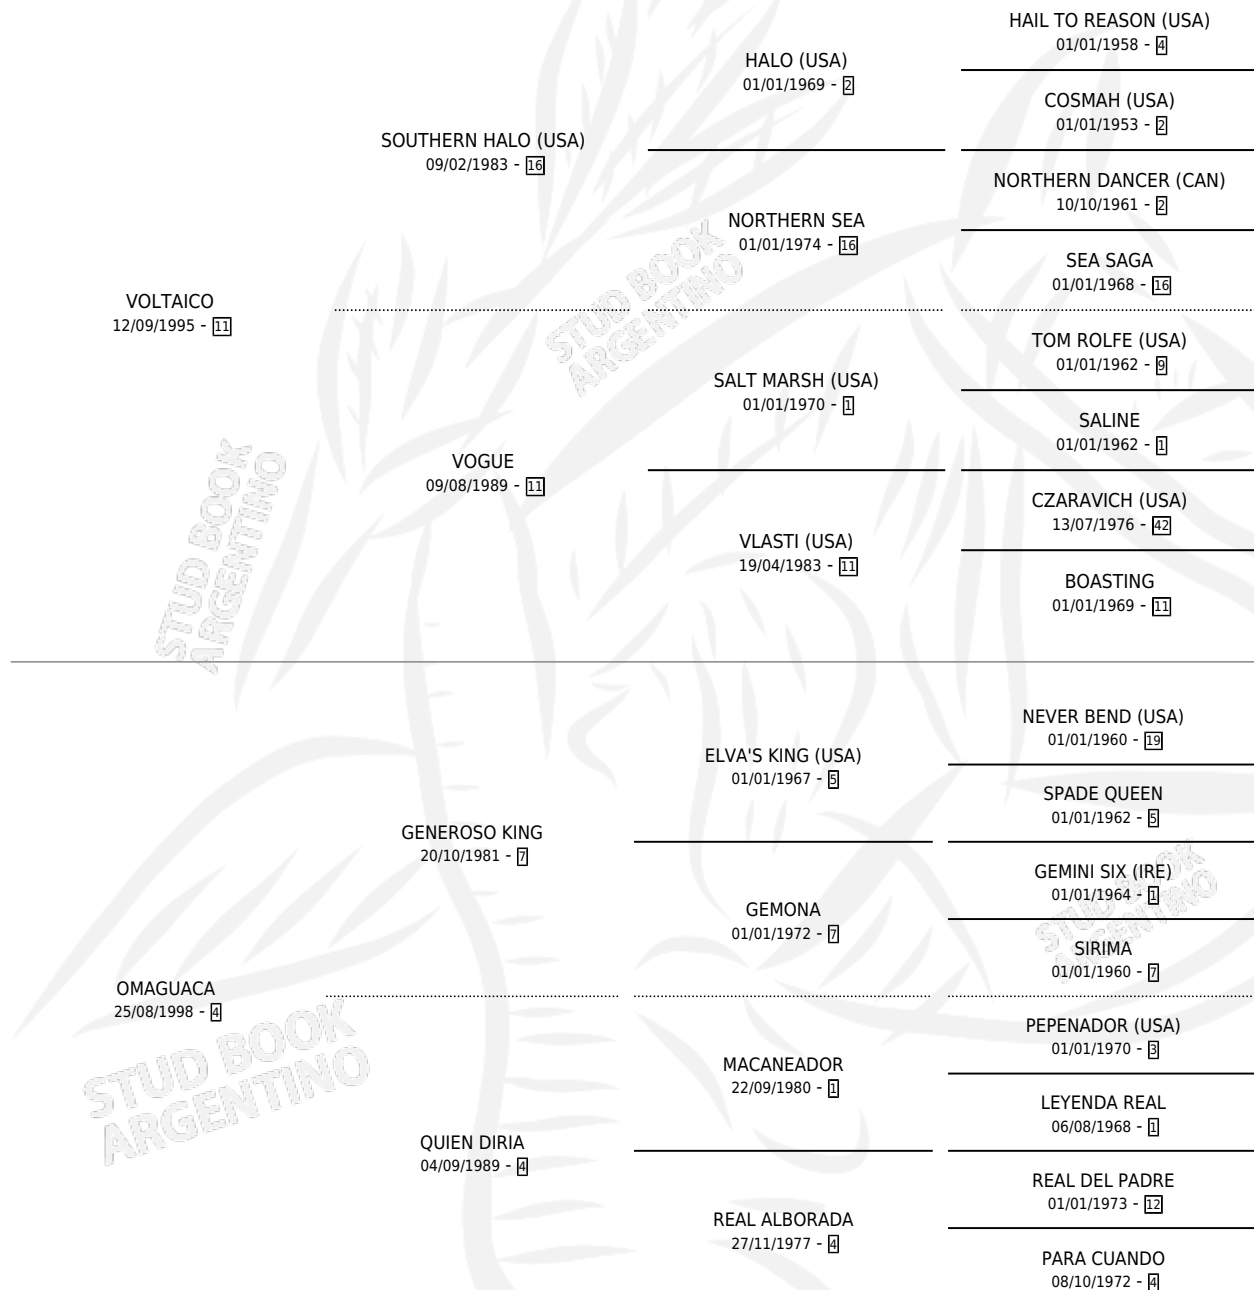 HAIL TO REASON (USA)
01/01/1958 - 4
HALO (USA)
01/01/1969 - 2
COSMAH (USA)
01/01/1953 - 2
SOUTHERN HALO (USA)
09/02/1983 - 16
NORTHERN DANCER (CAN)
10/10/1961 - 2
NORTHERN SEA
01/01/1974 - 16
SEA SAGA
01/01/1968 - 16
VOLTAICO
12/09/1995 - 11
STUD BOOK
ARGENTINO
TOM ROLFE (USA)
01/01/1962 - 9
SALT MARSH (USA)
01/01/1970 - 1
SALINE
01/01/1962 - 1
VOGUE
09/08/1989 - 11
CZARAVICH (USA)
13/07/1976 - 42
VLASTI (USA)
19/04/1983 - 11
BOASTING
01/01/1969 - 11
STUD BOOK
ARGENTINO
NEVER BEND (USA)
01/01/1960 - 19
ELVA'S KING (USA)
01/01/1967 - 5
SPADE QUEEN
01/01/1962 - 5
GENEROSO KING
20/10/1981 - 7
GEMINI SIX (IRE)
01/01/1964 - 1
GEMONA
01/01/1972 - 7
SIRIMA
01/01/1960 - 7
STUD BOOK
ARGENTINO
OMAGUACA
25/08/1998 - 4
STUD BOOK
ARGENTINO
PEPENADOR (USA)
01/01/1970 - 3
MACANEADOR
22/09/1980 - 1
LEYENDA REAL
06/08/1968 - 1
QUIEN DIRIA
04/09/1989 - 4
REAL DEL PADRE
01/01/1973 - 12
REAL ALBORADA
27/11/1977 - 4
PARA CUANDO
08/10/1972 - 4